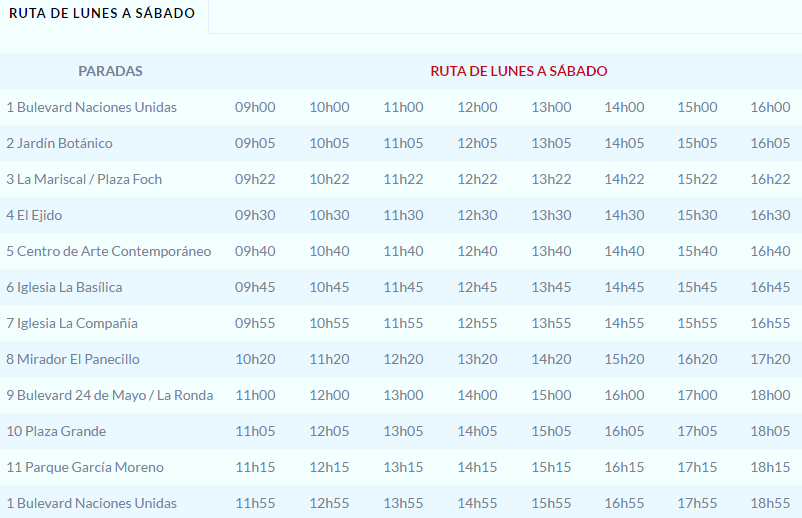 RUTA DE LUNES A SÁBADO
PARADAS RUTA DE LUNES A SÁBADO
1 Bulevard Naciones Unidas 09h00 10h00 11h00 12h00 13h00 14h00 15h00 16h00
2 Jardín Botánico 09h05 10h05 11h05 12h05 13h05 14h05 15h05 16h05
3 La Mariscal / Plaza Foch 09h22 10h22 11h22 12h22 13h22 14h22 15h22 16h22
4 El Ejido 09h30 10h30 11h30 12h30 13h30 14h30 15h30 16h30
5 Centro de Arte Contemporáneo 09h40 10h40 11h40 12h40 13h40 14h40 15h40 16h40
6 Iglesia La Basílica 09h45 10h45 11h45 12h45 13h45 14h45 15h45 16h45
7 Iglesia La Compañía 09h55 10h55 11h55 12h55 13h55 14h55 15h55 16h55
8 Mirador El Panecillo 10h20 11h20 12h20 13h20 14h20 15h20 16h20 17h20
9 Bulevard 24 de Mayo / La Ronda 11h00 12h00 13h00 14h00 15h00 16h00 17h00 18h00
10 Plaza Grande 11h05 12h05 13h05 14h05 15h05 16h05 17h05 18h05
11 Parque García Moreno 11h15 12h15 13h15 14h15 15h15 16h15 17h15 18h15
1 Bulevard Naciones Unidas 11h55 12h55 13h55 14h55 15h55 16h55 17h55 18h55